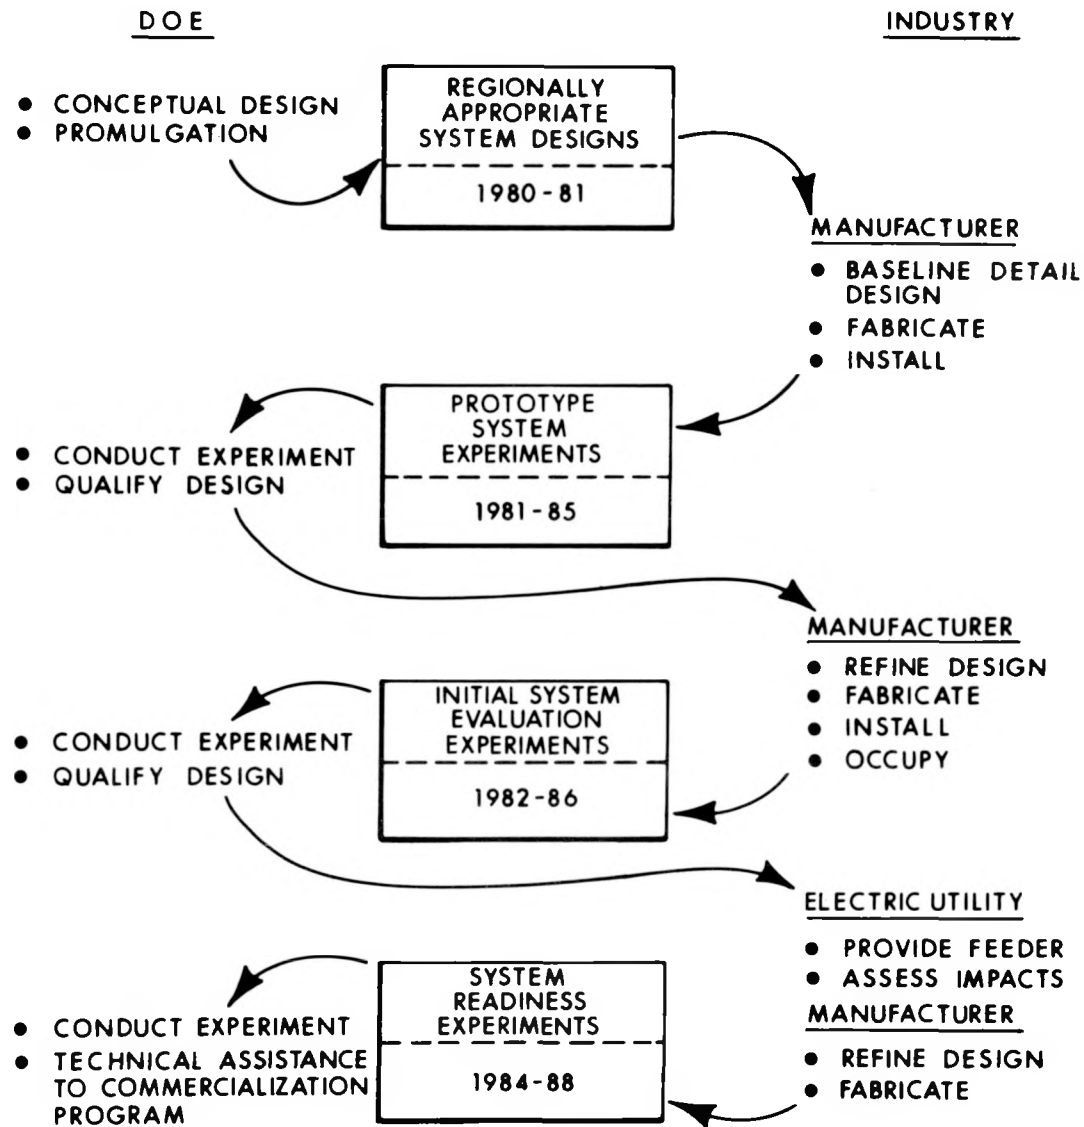 DOE
INDUSTRY
● CONCEPTUAL DESIGN
● PROMULGATION
REGIONALLY
APPROPRIATE
SYSTEM DESIGNS
1980-81
MANUFACTURER
● BASELINE DETAIL
DESIGN
● FABRICATE
● INSTALL
PROTOTYPE
SYSTEM
EXPERIMENTS
1981-85
● CONDUCT EXPERIMENT
● QUALIFY DESIGN
MANUFACTURER
● REFINE DESIGN
● FABRICATE
● INSTALL
● OCCUPY
INITIAL SYSTEM
EVALUATION
EXPERIMENTS
1982-86
● CONDUCT EXPERIMENT
● QUALIFY DESIGN
ELECTRIC UTILITY
● PROVIDE FEEDER
● ASSESS IMPACTS
MANUFACTURER
● REFINE DESIGN
● FABRICATE
SYSTEM
READINESS
EXPERIMENTS
1984-88
● CONDUCT EXPERIMENT
● TECHNICAL ASSISTANCE
TO COMMERCIALIZATION
PROGRAM